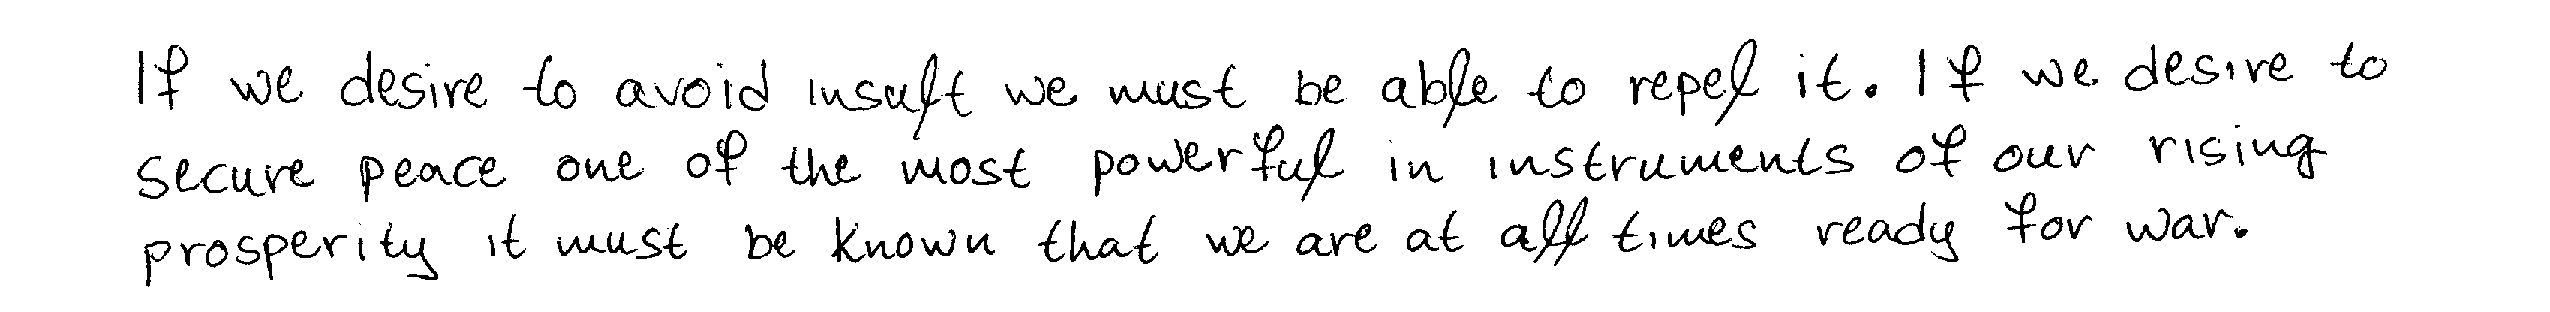 If we desire to avoid insult we must be able to repel it. If we desire to
secure peace one of the most powerful in instruments of our rising
prosperity it must be known that we are at all times ready for war.